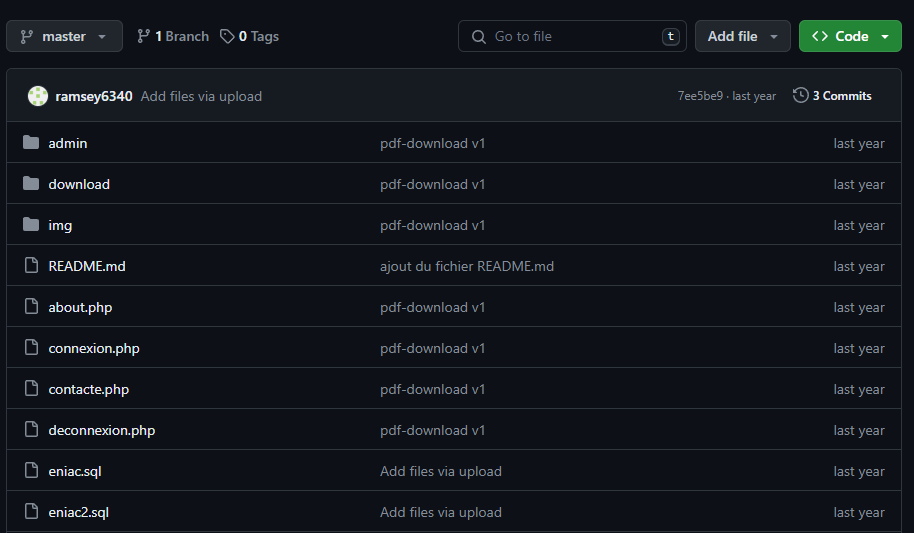 master 1 Branch 0 Tags Go to file t Add file Code
ramsey6340 Add files via upload 7ee5be9 · last year 3 Commits
admin pdf-download v1 last year
download pdf-download v1 last year
img pdf-download v1 last year
README.md ajout du fichier README.md last year
about.php pdf-download v1 last year
connexion.php pdf-download v1 last year
contacte.php pdf-download v1 last year
deconnexion.php pdf-download v1 last year
eniac.sql Add files via upload last year
eniac2.sql Add files via upload last year